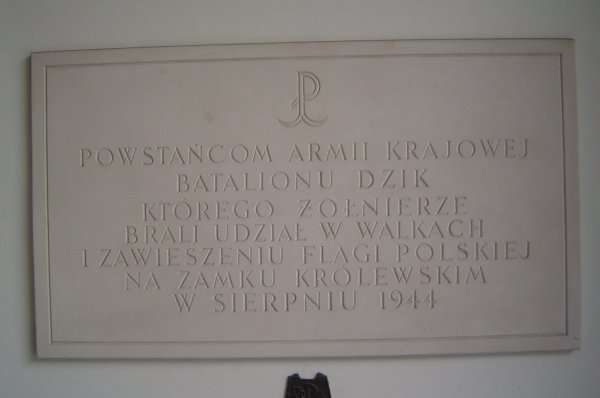 POWSTAŃCOM ARMII KRAJOWEJ
BATALIONU DZIK
KTÓREGO ŻOŁNIERZE
BRALI UDZIAŁ W WALKACH
I ZAWIESZENIU FLAGI POLSKIEJ
NA ZAMKU KRÓLEWSKIM
W SIERPNIU 1944